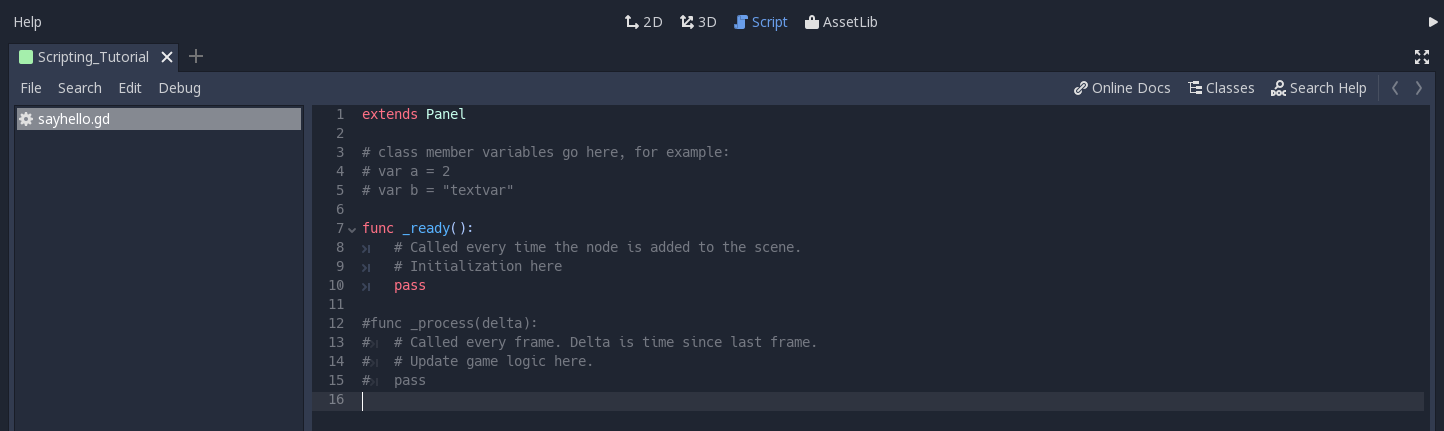 Help 2D 3D Script AssetLib
Scripting_Tutorial
File Search Edit Debug Online Docs Classes Search Help
sayhello.gd
1 extends Panel
2
3 # class member variables go here, for example:
4 # var a = 2
5 # var b = "textvar"
6
7 func _ready():
8 # Called every time the node is added to the scene.
9 # Initialization here
10 pass
11
12 #func _process(delta):
13 # # Called every frame. Delta is time since last frame.
14 # # Update game logic here.
15 # pass
16